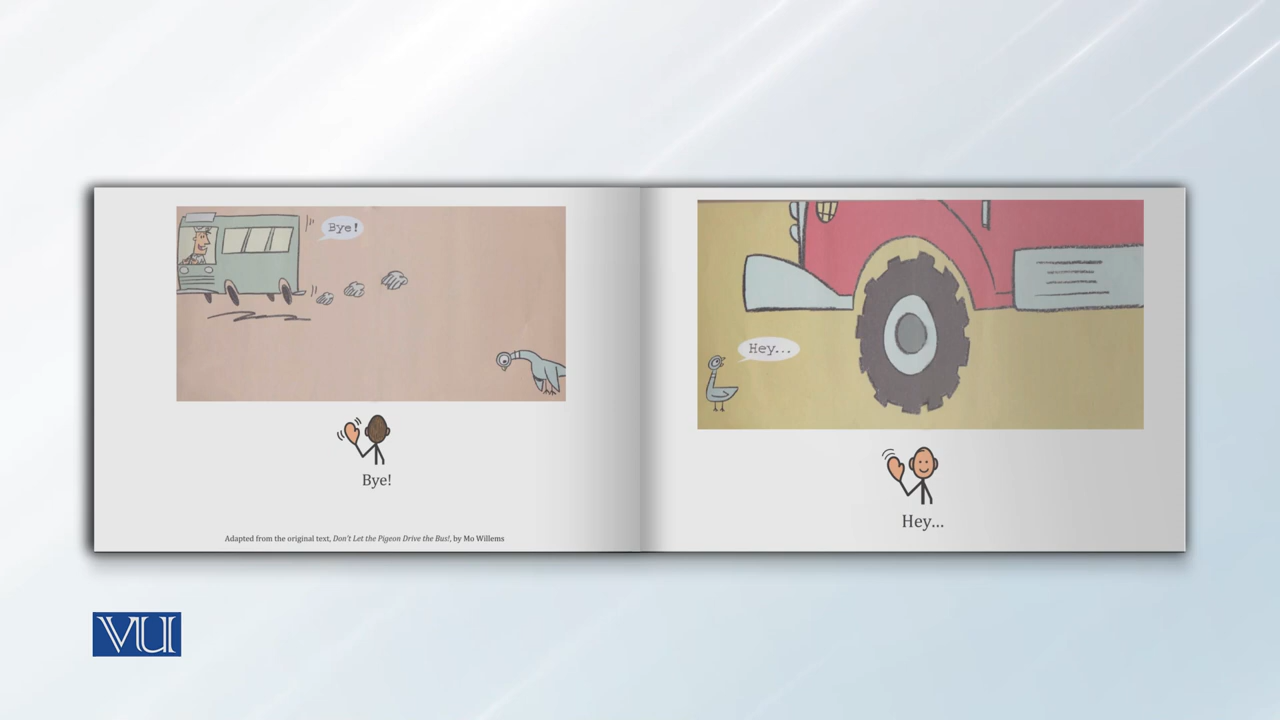 Bye!
Bye!
Adapted from the original text, Don't Let the Pigeon Drive the Bus!, by Mo Willems
Hey...
Hey...
VU